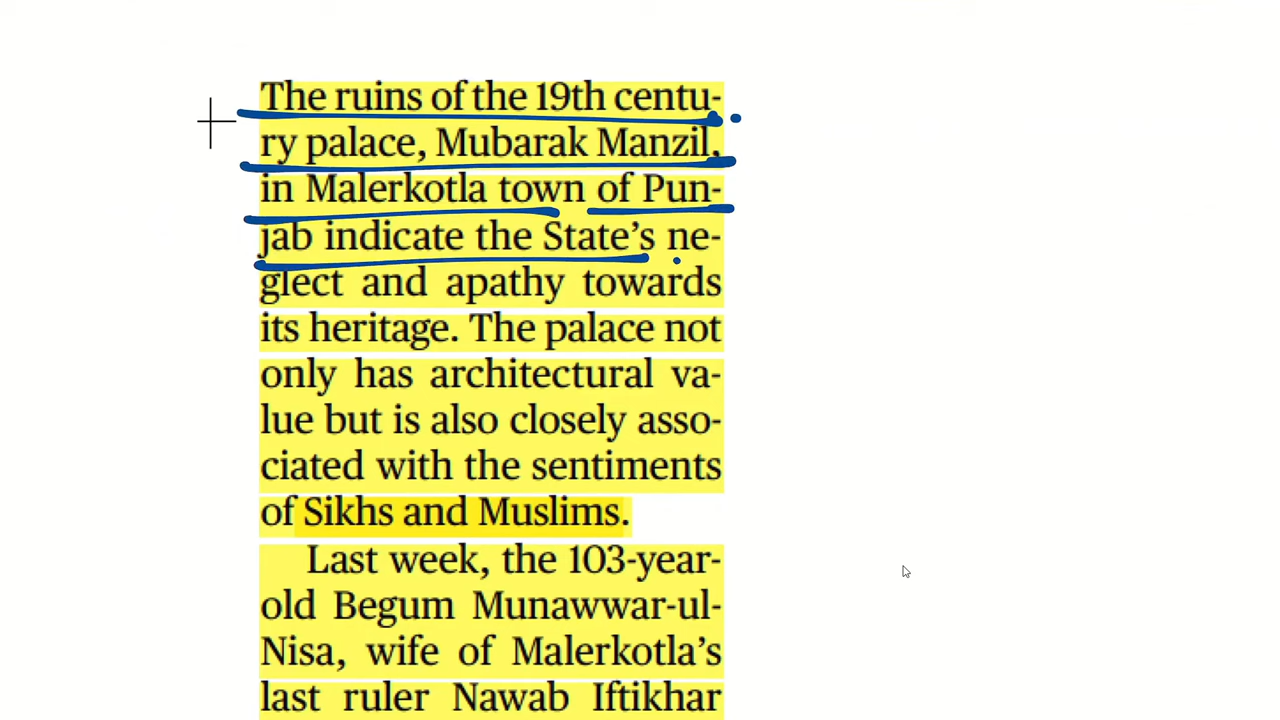 The ruins of the 19th centu-
ry palace, Mubarak Manzil,
in Malerkotla town of Pun-
jab indicate the State’s ne-
glect and apathy towards
its heritage. The palace not
only has architectural va-
lue but is also closely asso-
ciated with the sentiments
of Sikhs and Muslims.
Last week, the 103-year-
old Begum Munawwar-ul-
Nisa, wife of Malerkotla’s
last ruler Nawab Iftikhar